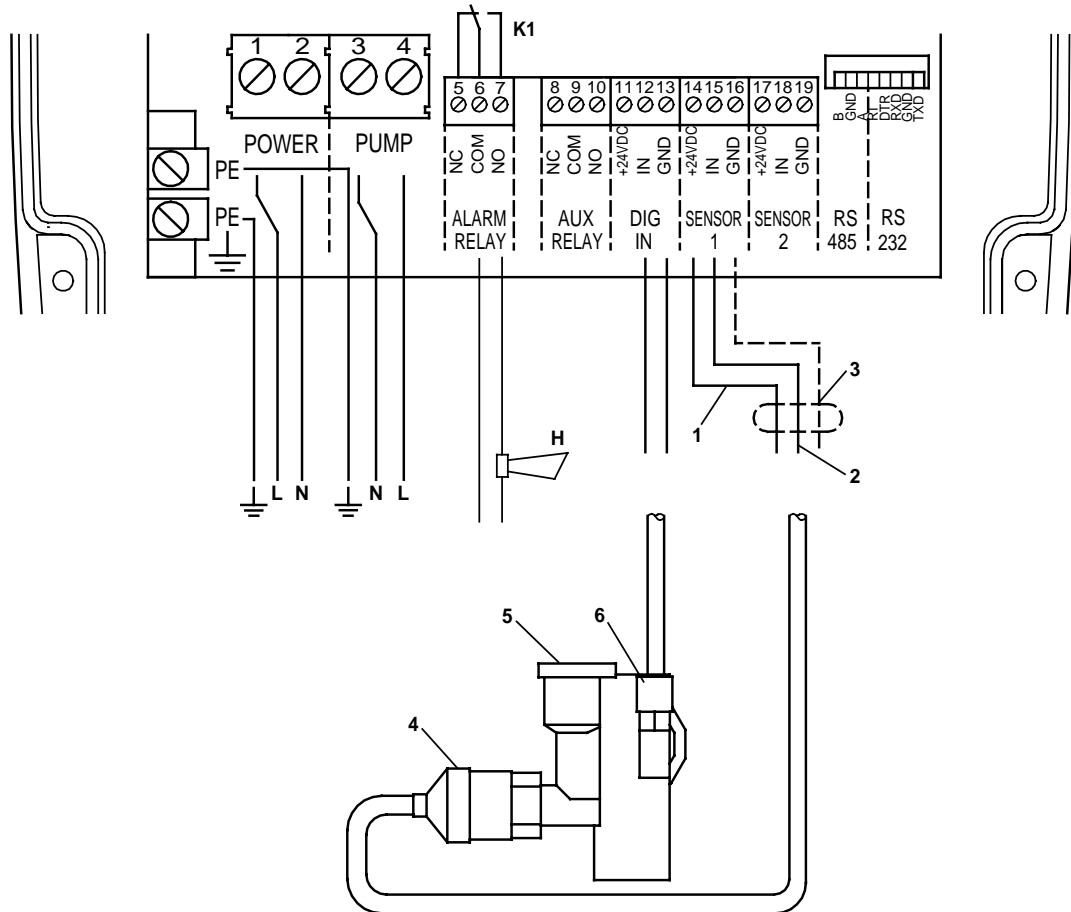 K1
1 2 3 4
5 6 7
8 9 10 11 12 13 14 15 16 17 18 19
POWER PUMP
PE
PE
NC COM NO
NC COM NO
+24VDC IN GND
+24VDC IN GND
+24VDC IN GND
B GND A RT DTR RXD GND TXD
ALARM RELAY
AUX RELAY
DIG IN
SENSOR 1
SENSOR 2
RS 485
RS 232
L N N L
H
1
2
3
4
5
6